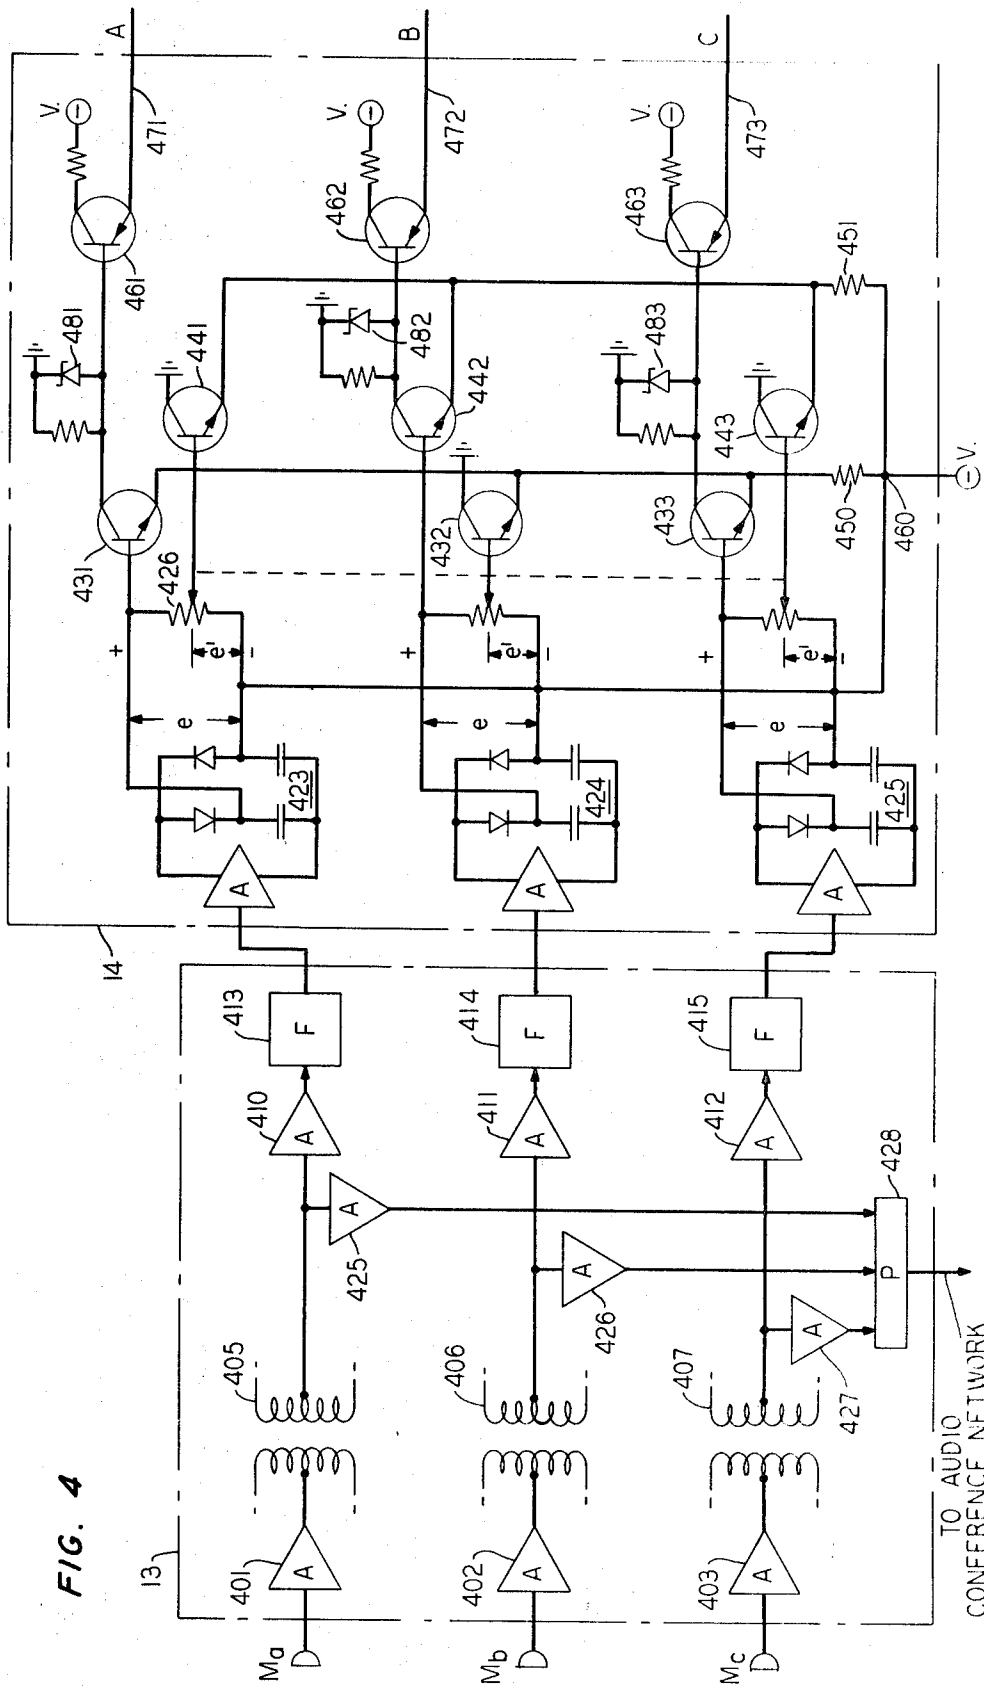 FIG. 4
13
14
Ma
Mb
Mc
A
401
A
402
A
403
405
406
407
A
410
A
411
A
412
A
425
A
426
A
427
F
413
F
414
F
415
P
428
TO AUDIO
CONFERENCE NETWORK
A
A
A
423
424
425
e
e
e
+
e'
-
+
e'
-
+
e'
-
426
431
432
433
441
442
443
450
451
460
V.
-
481
482
483
461
462
463
V.
-
V.
-
V.
-
471
472
473
A
B
C